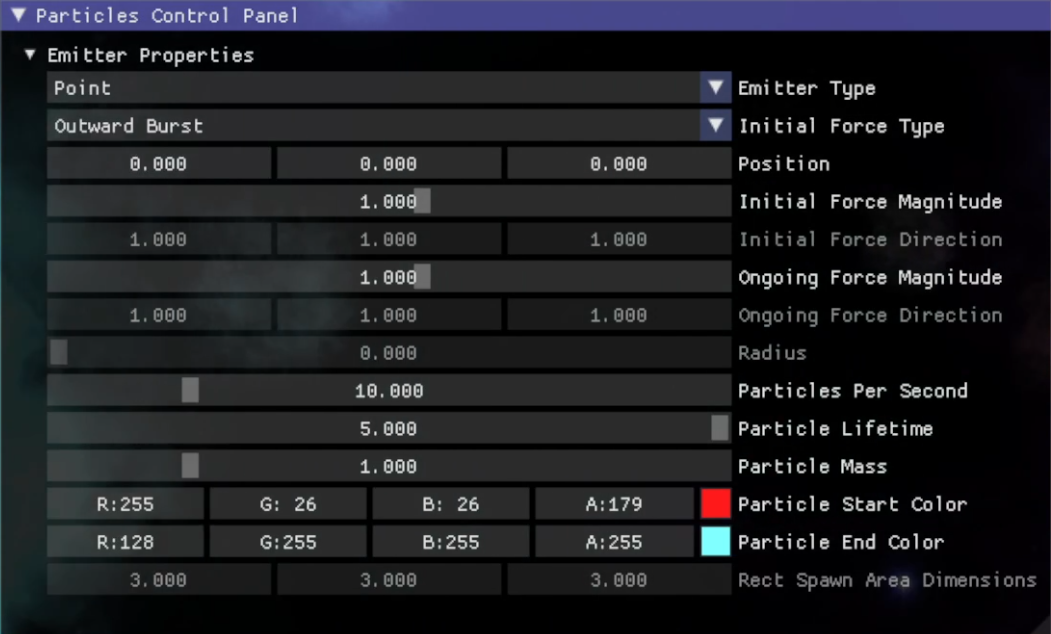 Particles Control Panel
Emitter Properties
Point Emitter Type
Outward Burst Initial Force Type
0.000 0.000 0.000 Position
1.000 Initial Force Magnitude
1.000 1.000 1.000 Initial Force Direction
1.000 Ongoing Force Magnitude
1.000 1.000 1.000 Ongoing Force Direction
0.000 Radius
10.000 Particles Per Second
5.000 Particle Lifetime
1.000 Particle Mass
R:255 G: 26 B: 26 A:179 Particle Start Color
R:128 G:255 B:255 A:255 Particle End Color
3.000 3.000 3.000 Rect Spawn Area Dimensions